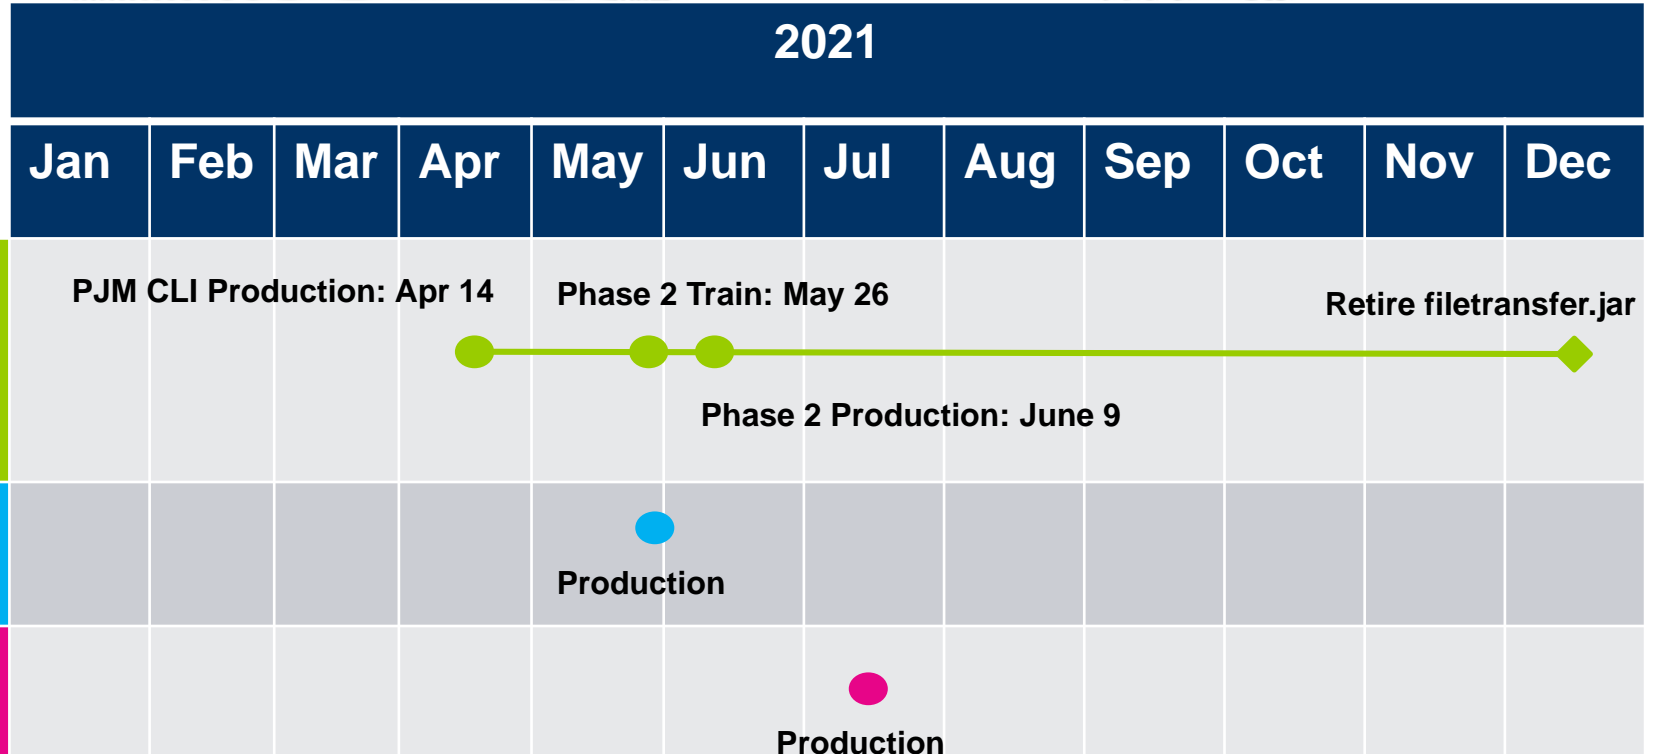 2021
Jan Feb Mar Apr May Jun Jul Aug Sep Oct Nov Dec
PJM CLI Production: Apr 14
Phase 2 Train: May 26
Retire filetransfer.jar
Phase 2 Production: June 9
Production
Production